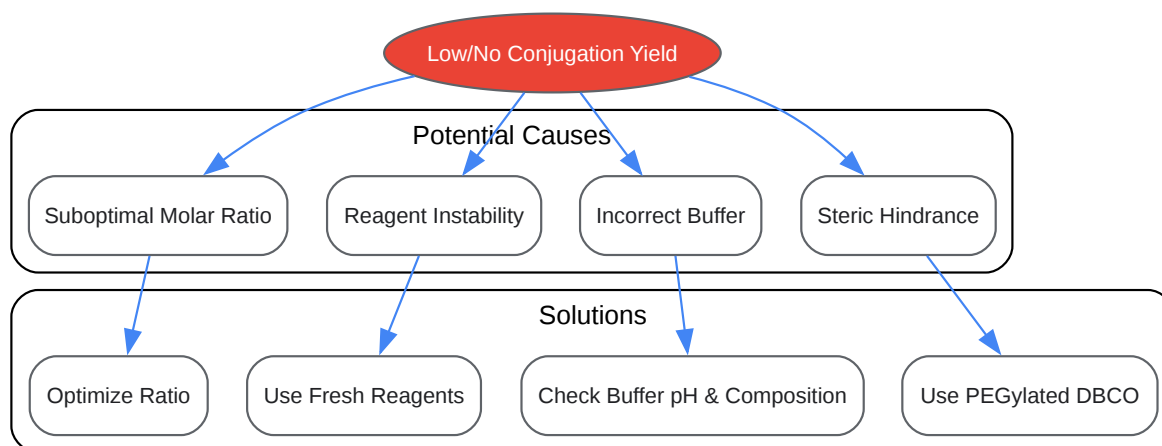 Low/No Conjugation Yield
Potential Causes
Suboptimal Molar Ratio
Reagent Instability
Incorrect Buffer
Steric Hindrance
Solutions
Optimize Ratio
Use Fresh Reagents
Check Buffer pH & Composition
Use PEGylated DBCO